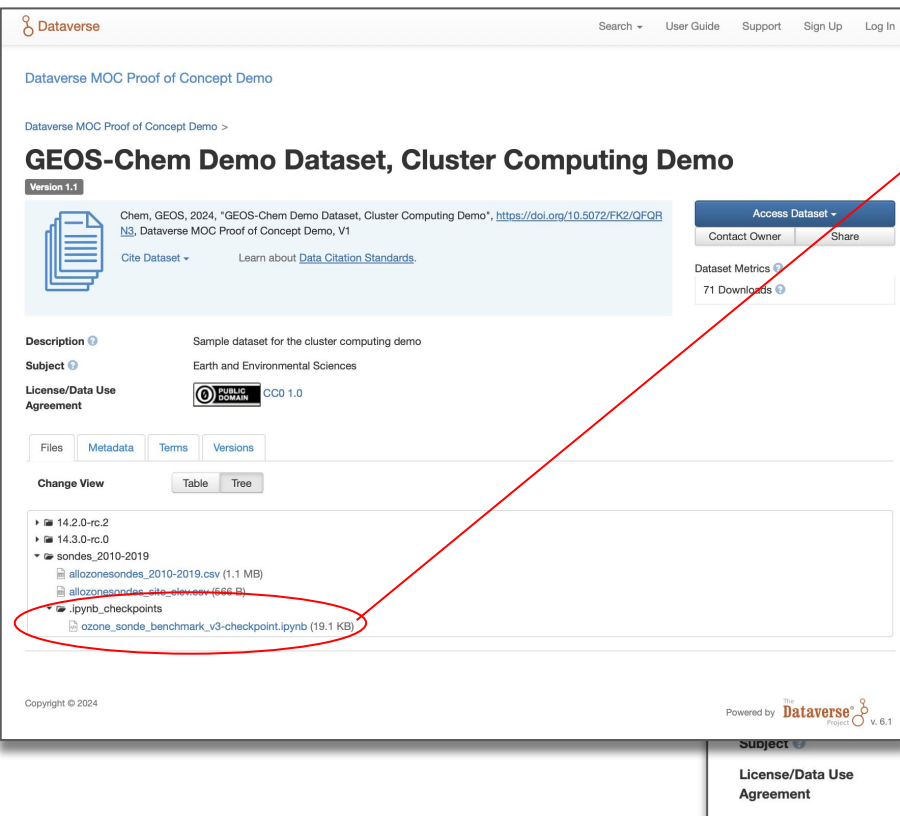 Dataverse
Search User Guide Support Sign Up Log In
Dataverse MOC Proof of Concept Demo
Dataverse MOC Proof of Concept Demo >
GEOS-Chem Demo Dataset, Cluster Computing Demo
Version 1.1
Chem, GEOS, 2024, "GEOS-Chem Demo Dataset, Cluster Computing Demo", https://doi.org/10.5072/FK2/QFQR
N3, Dataverse MOC Proof of Concept Demo, V1
Cite Dataset Learn about Data Citation Standards.
Access Dataset
Contact Owner Share
Dataset Metrics ?
71 Downloads ?
Description ? Sample dataset for the cluster computing demo
Subject ? Earth and Environmental Sciences
License/Data Use
Agreement
0 PUBLIC
DOMAIN
CC0 1.0
Files Metadata Terms Versions
Change View Table Tree
14.2.0-rc.2
14.3.0-rc.0
sondes_2010-2019
allozonesondes_2010-2019.csv (1.1 MB)
allozonesondes_site_elev.csv (566 B)
.ipynb_checkpoints
ozone_sonde_benchmark_v3-checkpoint.ipynb (19.1 KB)
Copyright © 2024
Powered by The Dataverse® Project v. 6.1
Subject ?
License/Data Use
Agreement